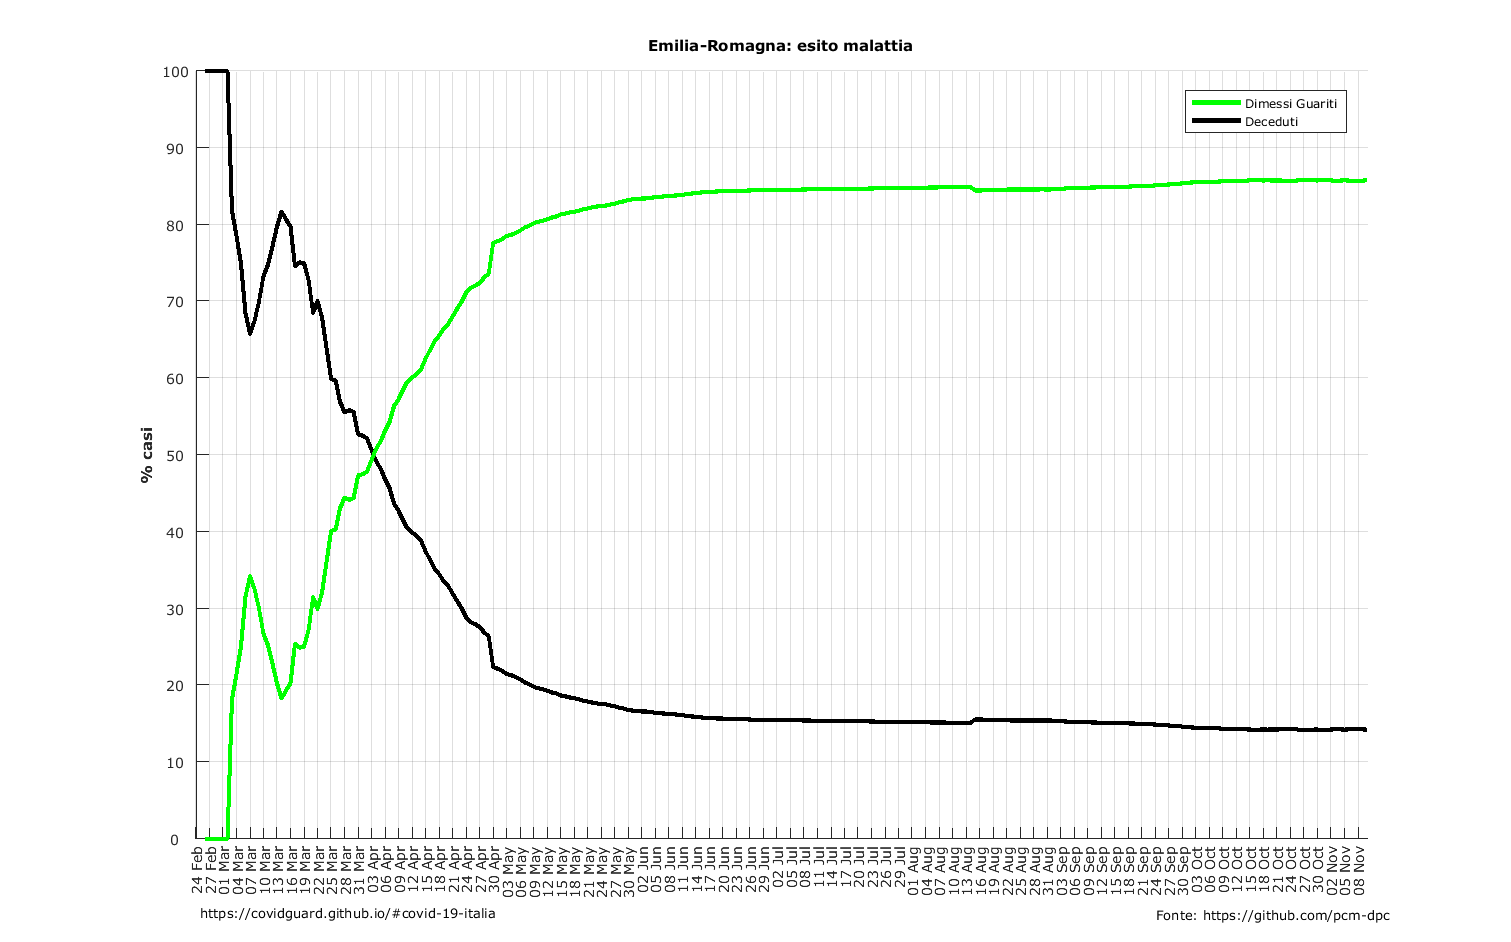 Emilia-Romagna: esito malattia
100
90
80
70
60
50
40
30
20
10
0
% casi
Dimessi Guariti
Deceduti
24 Feb
27 Feb
01 Mar
04 Mar
07 Mar
10 Mar
13 Mar
16 Mar
19 Mar
22 Mar
25 Mar
28 Mar
31 Mar
03 Apr
06 Apr
09 Apr
12 Apr
15 Apr
18 Apr
21 Apr
24 Apr
27 Apr
30 Apr
03 May
06 May
09 May
12 May
15 May
18 May
21 May
24 May
27 May
30 May
02 Jun
05 Jun
08 Jun
11 Jun
14 Jun
17 Jun
20 Jun
23 Jun
26 Jun
29 Jun
02 Jul
05 Jul
08 Jul
11 Jul
14 Jul
17 Jul
20 Jul
23 Jul
26 Jul
29 Jul
01 Aug
04 Aug
07 Aug
10 Aug
13 Aug
16 Aug
19 Aug
22 Aug
25 Aug
28 Aug
31 Aug
03 Sep
06 Sep
09 Sep
12 Sep
15 Sep
18 Sep
21 Sep
24 Sep
27 Sep
30 Sep
03 Oct
06 Oct
09 Oct
12 Oct
15 Oct
18 Oct
21 Oct
24 Oct
27 Oct
30 Oct
02 Nov
05 Nov
08 Nov
https://covidguard.github.io/#covid-19-italia
Fonte: https://github.com/pcm-dpc